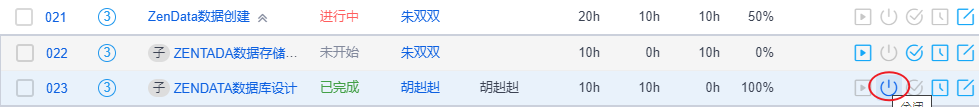 021 3 ZenData数据创建 进行中 朱双双 20h 10h 10h 50%
022 3 子 ZENTADA数据存储... 未开始 朱双双 10h 0h 10h 0%
023 3 子 ZENDATA数据库设计 已完成 胡赳赳 胡赳赳 10h 10h 0h 100%